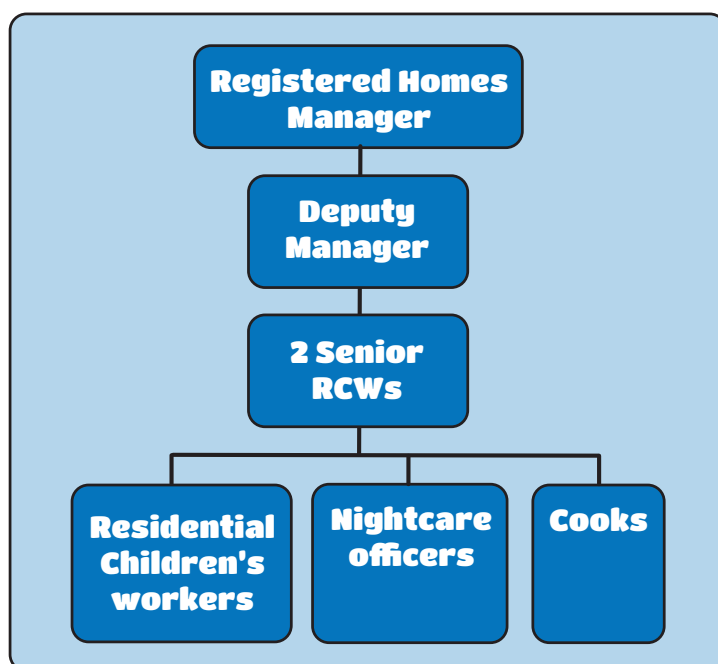 Registered Homes
Manager
Deputy
Manager
2 Senior
RCWs
Residential
Children's
workers
Nightcare
officers
Cooks